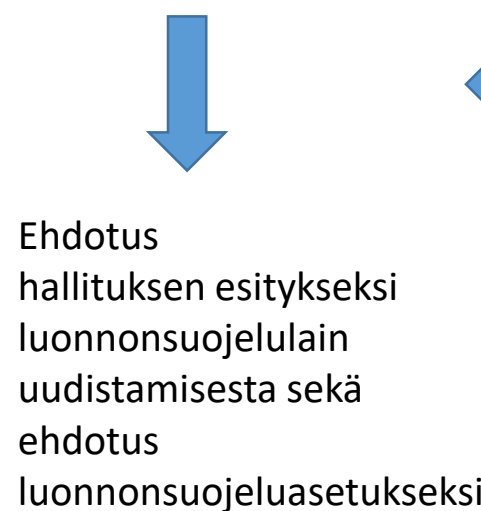 Ehdotus
hallituksen esitykseksi
luonnonsuojelulain
uudistamisesta sekä
ehdotus
luonnonsuojeluasetukseksi